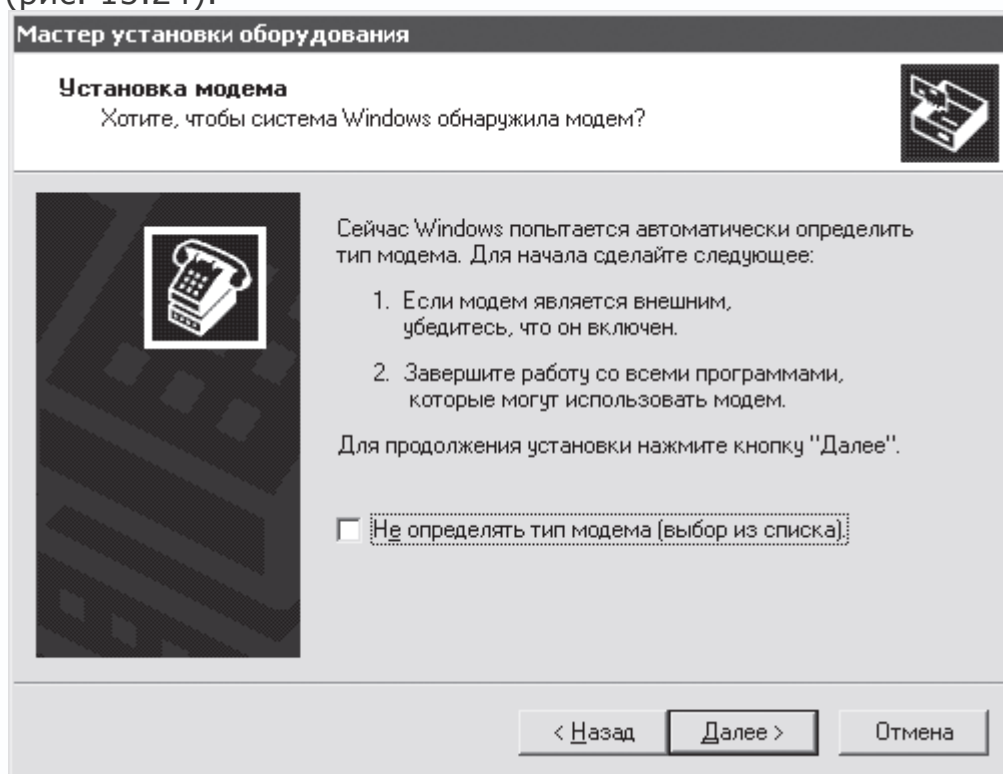 (рис. 15.24).
Мастер установки оборудования
Установка модема
Хотите, чтобы система Windows обнаружила модем?
Сейчас Windows попытается автоматически определить
тип модема. Для начала сделайте следующее:
1. Если модем является внешним,
убедитесь, что он включен.
2. Завершите работу со всеми программами,
которые могут использовать модем.
Для продолжения установки нажмите кнопку "Далее".
Не определять тип модема (выбор из списка).
< Назад Далее > Отмена